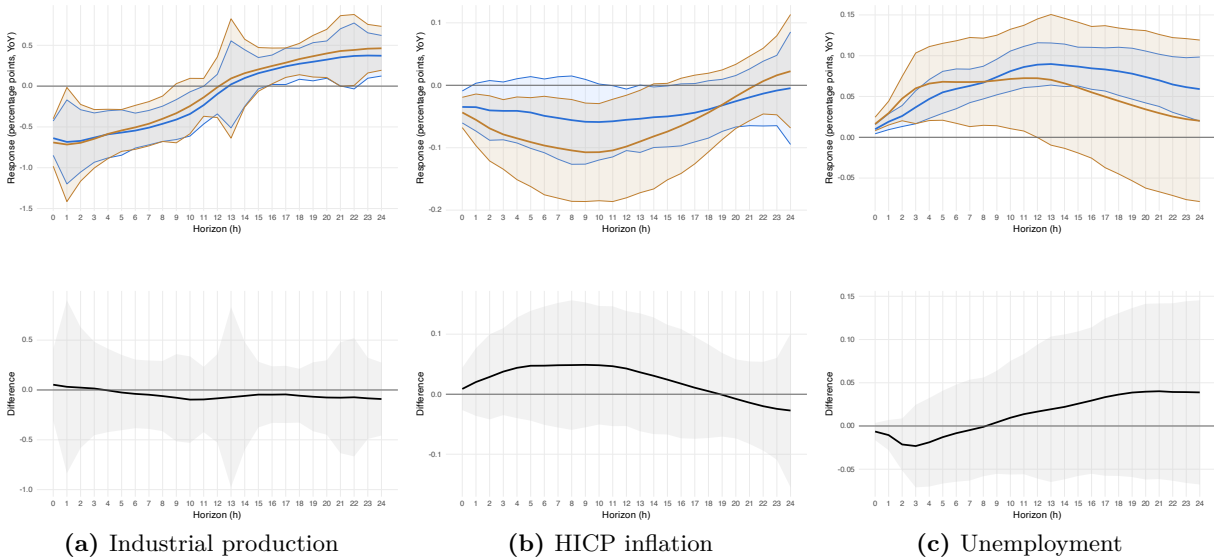 Response (percentage points, YoY)
0.5
0.0
-0.5
-1.0
-1.5
0 1 2 3 4 5 6 7 8 9 10 11 12 13 14 15 16 17 18 19 20 21 22 23 24
Horizon (h)
Response (percentage points, YoY)
0.1
0.0
-0.1
-0.2
0 1 2 3 4 5 6 7 8 9 10 11 12 13 14 15 16 17 18 19 20 21 22 23 24
Horizon (h)
Response (percentage points, YoY)
0.15
0.10
0.05
0.00
-0.05
0 1 2 3 4 5 6 7 8 9 10 11 12 13 14 15 16 17 18 19 20 21 22 23 24
Horizon (h)
Difference
0.5
0.0
-0.5
-1.0
0 1 2 3 4 5 6 7 8 9 10 11 12 13 14 15 16 17 18 19 20 21 22 23 24
Horizon (h)
Difference
0.1
0.0
-0.1
0 1 2 3 4 5 6 7 8 9 10 11 12 13 14 15 16 17 18 19 20 21 22 23 24
Horizon (h)
Difference
0.15
0.10
0.05
0.00
-0.05
0 1 2 3 4 5 6 7 8 9 10 11 12 13 14 15 16 17 18 19 20 21 22 23 24
Horizon (h)
(a) Industrial production
(b) HICP inflation
(c) Unemployment